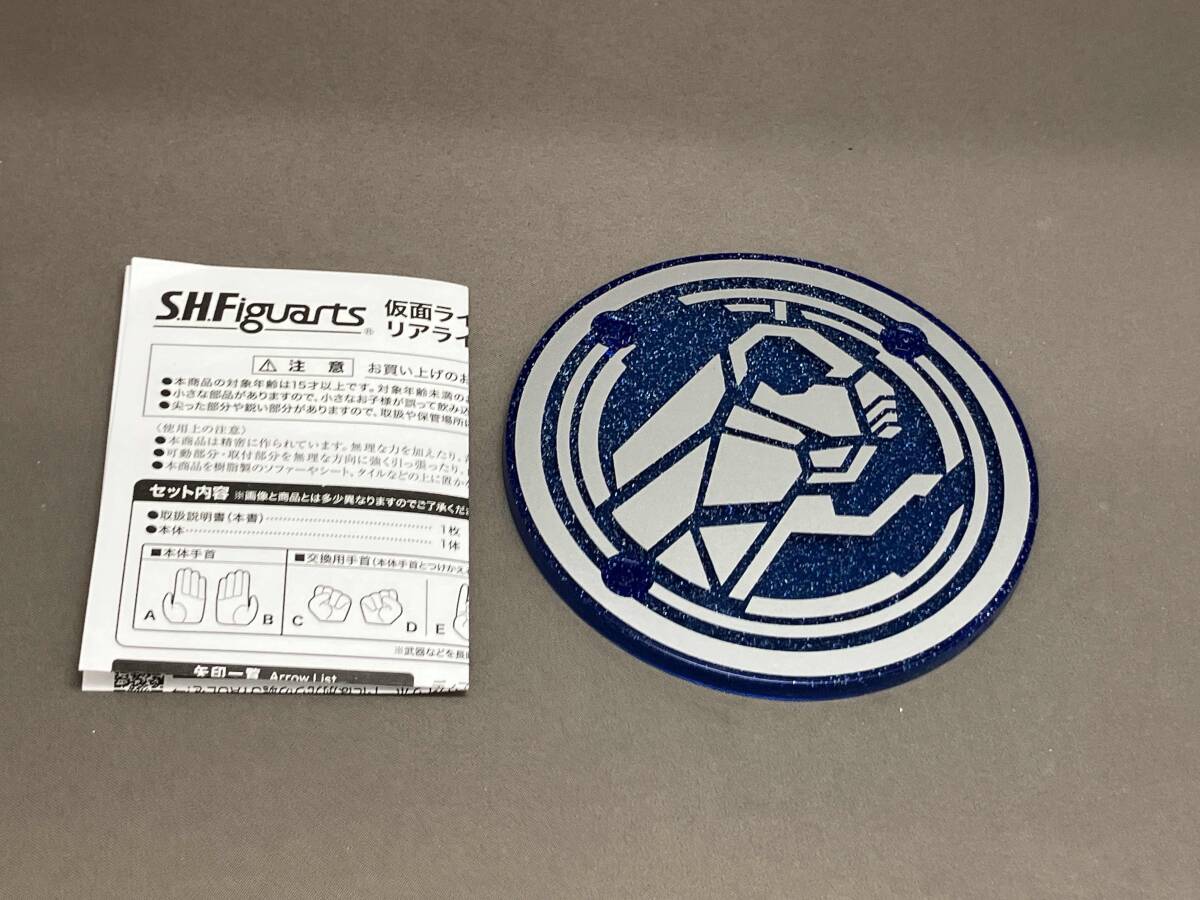 S.H.Figuarts®
仮面ライ
リアライ
⚠注意 お買い上げのお
●本商品の対象年齢は15才以上です。対象年齢未満の
●小さな部品がありますので、小さなお子様が誤って飲み込
●尖った部分や鋭い部分がありますので、取扱や保管場所に
〈使用上の注意〉
●本商品は精密に作られています。無理な力を加えたり、
●可動部分・取付部分を無理な方向に強く引っ張ったり、
●本商品を樹脂製のソファーやシート、タイルなどの上に置か
セット内容 ※画像と商品とは多少異なりますのでご了承くださ
●取扱説明書(本書)…………1枚
●本体…………1体
■本体手首
■交換用手首(本体手首とつけかえ
A B C D E
※武器などを長
矢印一覧 Arrow List